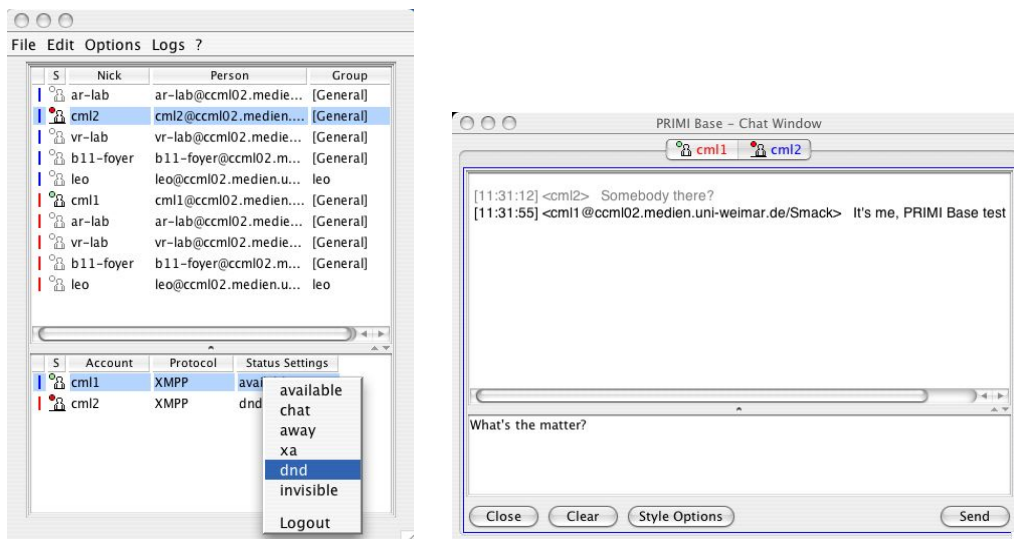 File Edit Options Logs ?
S Nick Person Group
ar-lab ar-lab@ccml02.medie... [General]
cml2 cml2@ccml02.medien.... [General]
vr-lab vr-lab@ccml02.medie... [General]
b11-foyer b11-foyer@ccml02.m... [General]
leo leo@ccml02.medien.u... leo
cml1 cml1@ccml02.medien.... [General]
ar-lab ar-lab@ccml02.medie... [General]
vr-lab vr-lab@ccml02.medie... [General]
b11-foyer b11-foyer@ccml02.m... [General]
leo leo@ccml02.medien.u... leo
S Account Protocol Status Settings
cml1 XMPP avai
cml2 XMPP dnd
available
chat
away
xa
dnd
invisible
Logout
PRIMI Base – Chat Window
cml1 cml2
[11:31:12] <cml2> Somebody there?
[11:31:55] <cml1@ccml02.medien.uni-weimar.de/Smack> It's me, PRIMI Base test
What's the matter?
Close Clear Style Options Send